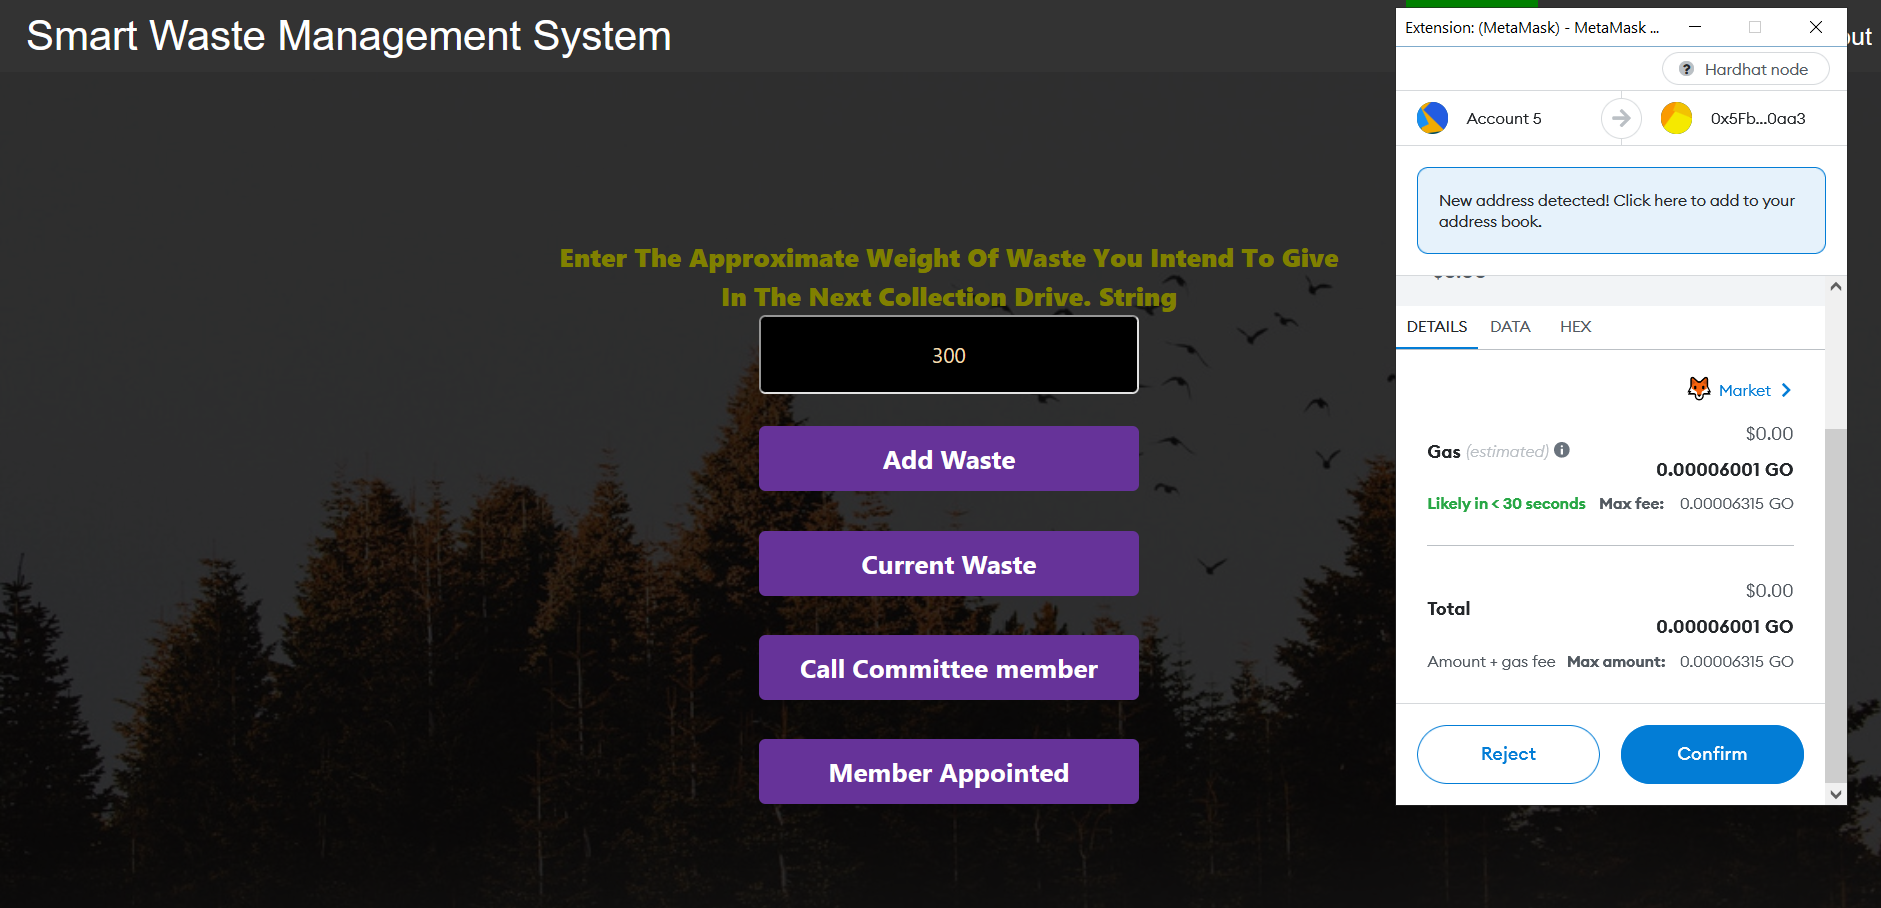 Smart Waste Management System
Enter The Approximate Weight Of Waste You Intend To Give
In The Next Collection Drive. String
300
Add Waste
Current Waste
Call Committee member
Member Appointed
Extension: (MetaMask) - MetaMask ...
Hardhat node
Account 5
0x5Fb...0aa3
New address detected! Click here to add to your
address book.
DETAILS DATA HEX
Market
$0.00
Gas (estimated)
0.00006001 GO
Likely in < 30 seconds Max fee: 0.00006315 GO
$0.00
Total
0.00006001 GO
Amount + gas fee Max amount: 0.00006315 GO
Reject Confirm